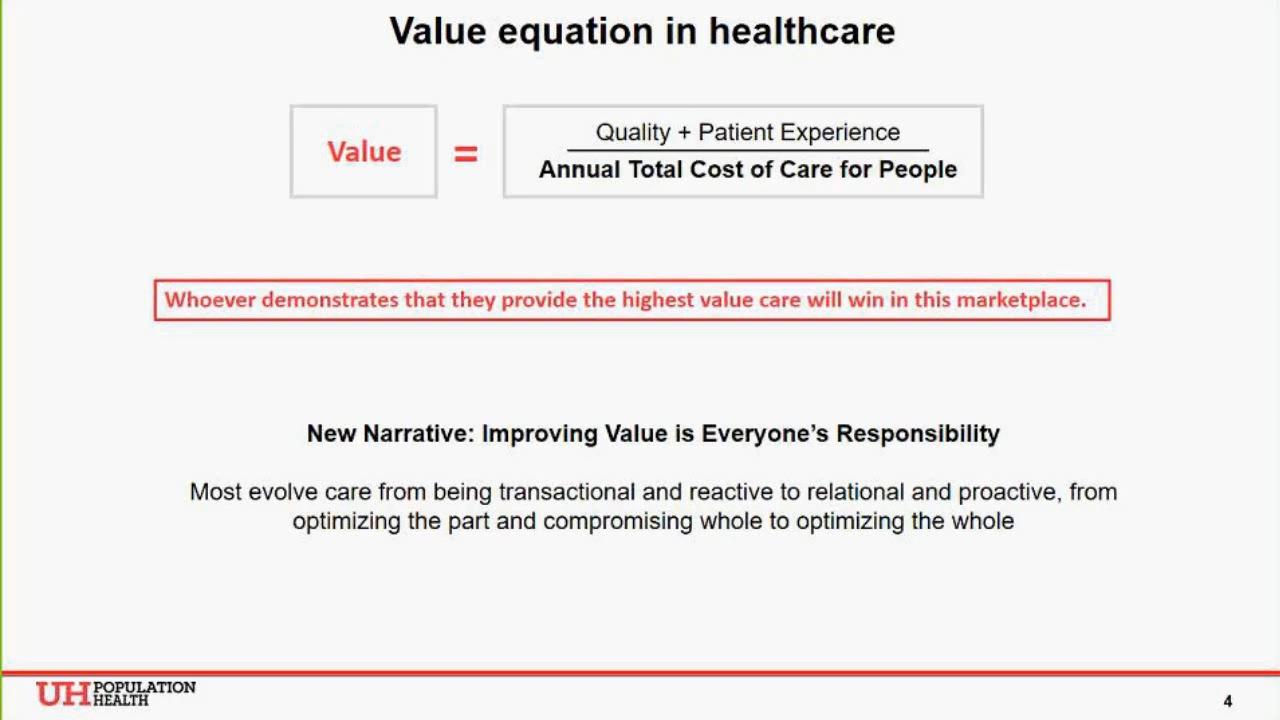 Value equation in healthcare
Value = Quality + Patient Experience
Annual Total Cost of Care for People
Whoever demonstrates that they provide the highest value care will win in this marketplace.
New Narrative: Improving Value is Everyone’s Responsibility
Most evolve care from being transactional and reactive to relational and proactive, from
optimizing the part and compromising whole to optimizing the whole
UH POPULATION
HEALTH
4